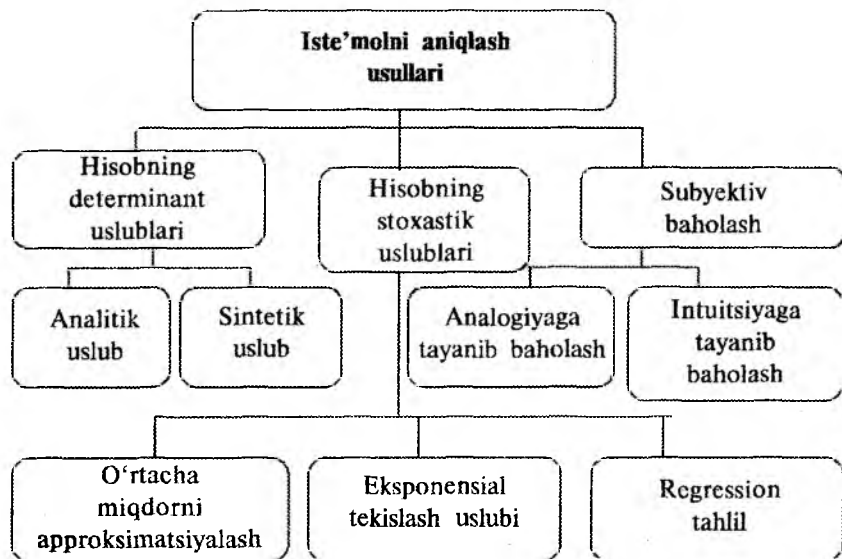 Iste’molni aniqlash
usullari
Hisobning
determinant
uslublari
Hisobning
stoxastik
uslublari
Subyektiv
baholash
Analitik
uslub
Sintetik
uslub
Analogiyaga
tayanib baholash
Intuitsiyaga
tayanib
baholash
O‘rtacha
miqdorni
approksimatsiyalash
Eksponensial
tekislash uslubi
Regression
tahlil